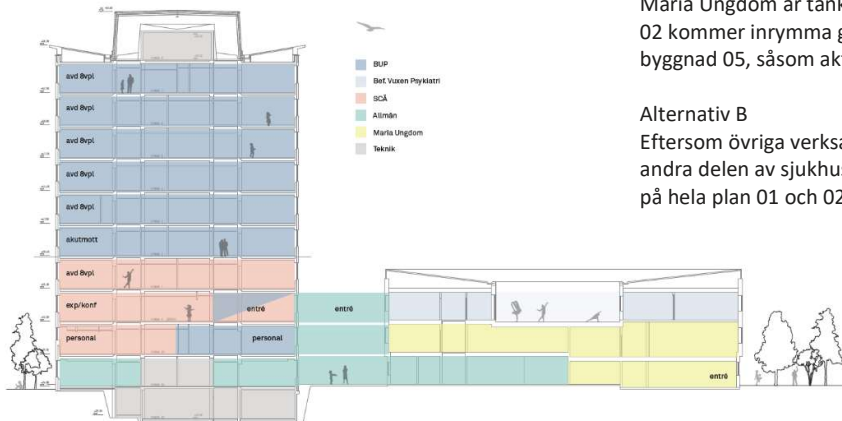 Maria Ungdom är tänk
02 kommer inrymma g
byggnad 05, såsom akt
Alternativ B
Eftersom övriga verksa
andra delen av sjukhus
på hela plan 01 och 02
BUP
Bef. Vuxen Psykiatri
SCÄ
Allmän
Maria Ungdom
Teknik
avd 8vpl
avd 8vpl
avd 8vpl
avd 8vpl
avd 8vpl
akutmott
avd 8vpl
exp/konf
entré
entré
personal
personal
entré